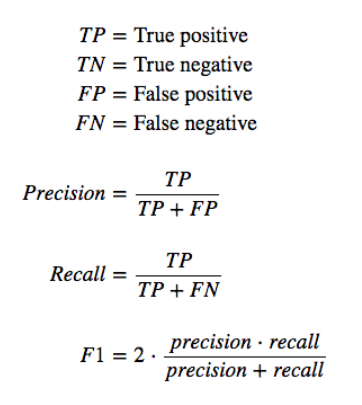 TP = True positive
TN = True negative
FP = False positive
FN = False negative
Precision = TP / TP + FP
Recall = TP / TP + FN
F1 = 2 · precision · recall / precision + recall